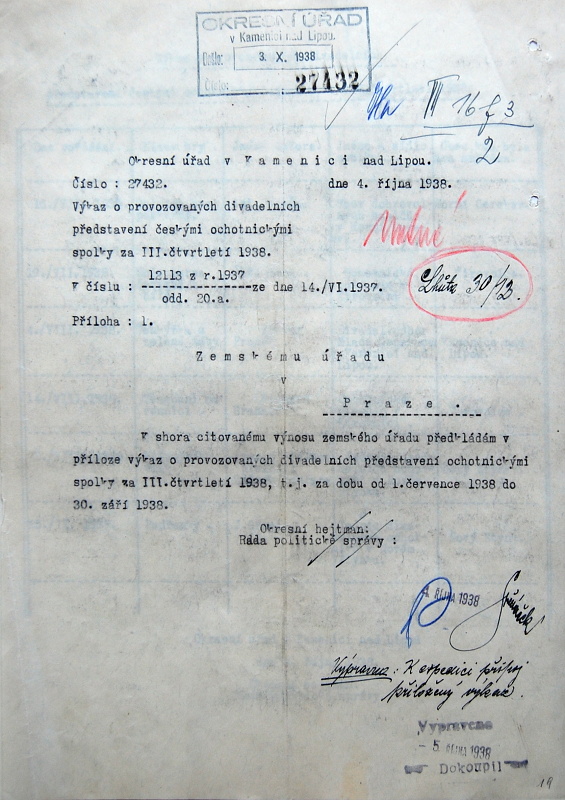 OKRESNÍ ÚŘAD
v Kamenici nad Lipou.
Došlo: 3. X. 1938
Číslo: 27432
III 16 f 3
2
Okresní úřad v Kamenici nad Lipou.
Číslo : 27432. dne 4. října 1938.
Výkaz o provozovaných divadelních
představení českými ochotnickými
spolky za III.čtvrtletí 1938.
12113 z r.1937
V číslu : ze dne 14./VI.1937.
odd. 20.a.
Lhůta 30/12.
Příloha : 1.
Zemskému úřadu
v
Praze .
V shora citovanému výnosu zemského úřadu předkládám v
příloze výkaz o provozovaných divadelních představení ochotnickými
spolky za III.čtvrtletí 1938, t.j. za dobu od 1.července 1938 do
30. září 1938.
Okresní hejtman:
Rada politické správy :
4. ŘÍJNA 1938
Výpravna: K expedici připoj
příložený výkaz.
Vypraveno
- 5. ŘÍJNA 1938
Dokoupil
19